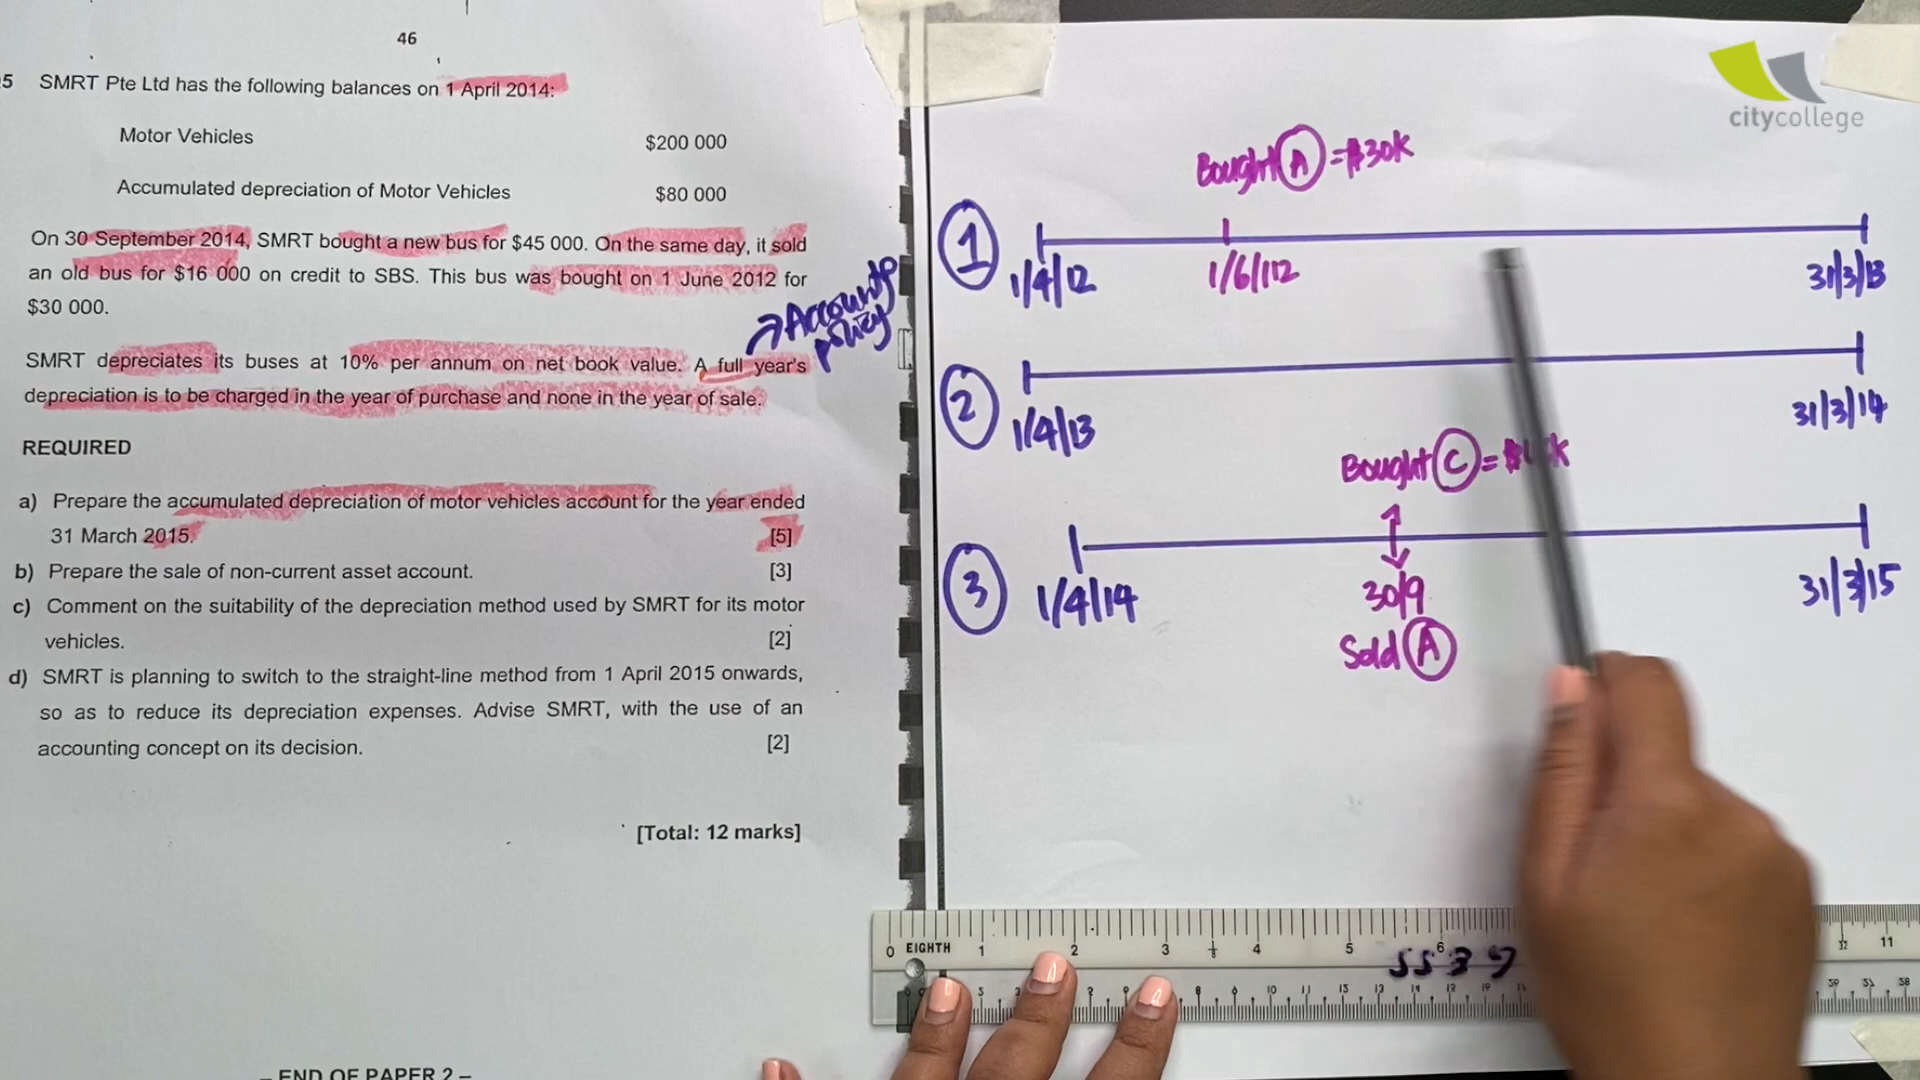 46
5 SMRT Pte Ltd has the following balances on 1 April 2014:
Motor Vehicles $200 000
Accumulated depreciation of Motor Vehicles $80 000
On 30 September 2014, SMRT bought a new bus for $45 000. On the same day, it sold
an old bus for $16 000 on credit to SBS. This bus was bought on 1 June 2012 for
$30 000.
→ Accounts policy
SMRT depreciates its buses at 10% per annum on net book value. A full year's
depreciation is to be charged in the year of purchase and none in the year of sale.
REQUIRED
a) Prepare the accumulated depreciation of motor vehicles account for the year ended
31 March 2015. [5]
b) Prepare the sale of non-current asset account. [3]
c) Comment on the suitability of the depreciation method used by SMRT for its motor
vehicles. [2]
d) SMRT is planning to switch to the straight-line method from 1 April 2015 onwards,
so as to reduce its depreciation expenses. Advise SMRT, with the use of an
accounting concept on its decision. [2]
[Total: 12 marks]
– END OF PAPER 2 –
citycollege
Bought A = $30K
1
1/4/12 1/6/112 31/3/13
2
1/4/13 31/3/14
Bought C =
3
1/4/14 30/9 31/3/15
Sold A
0 EIGHTH 1 2 3 4 5 6 11